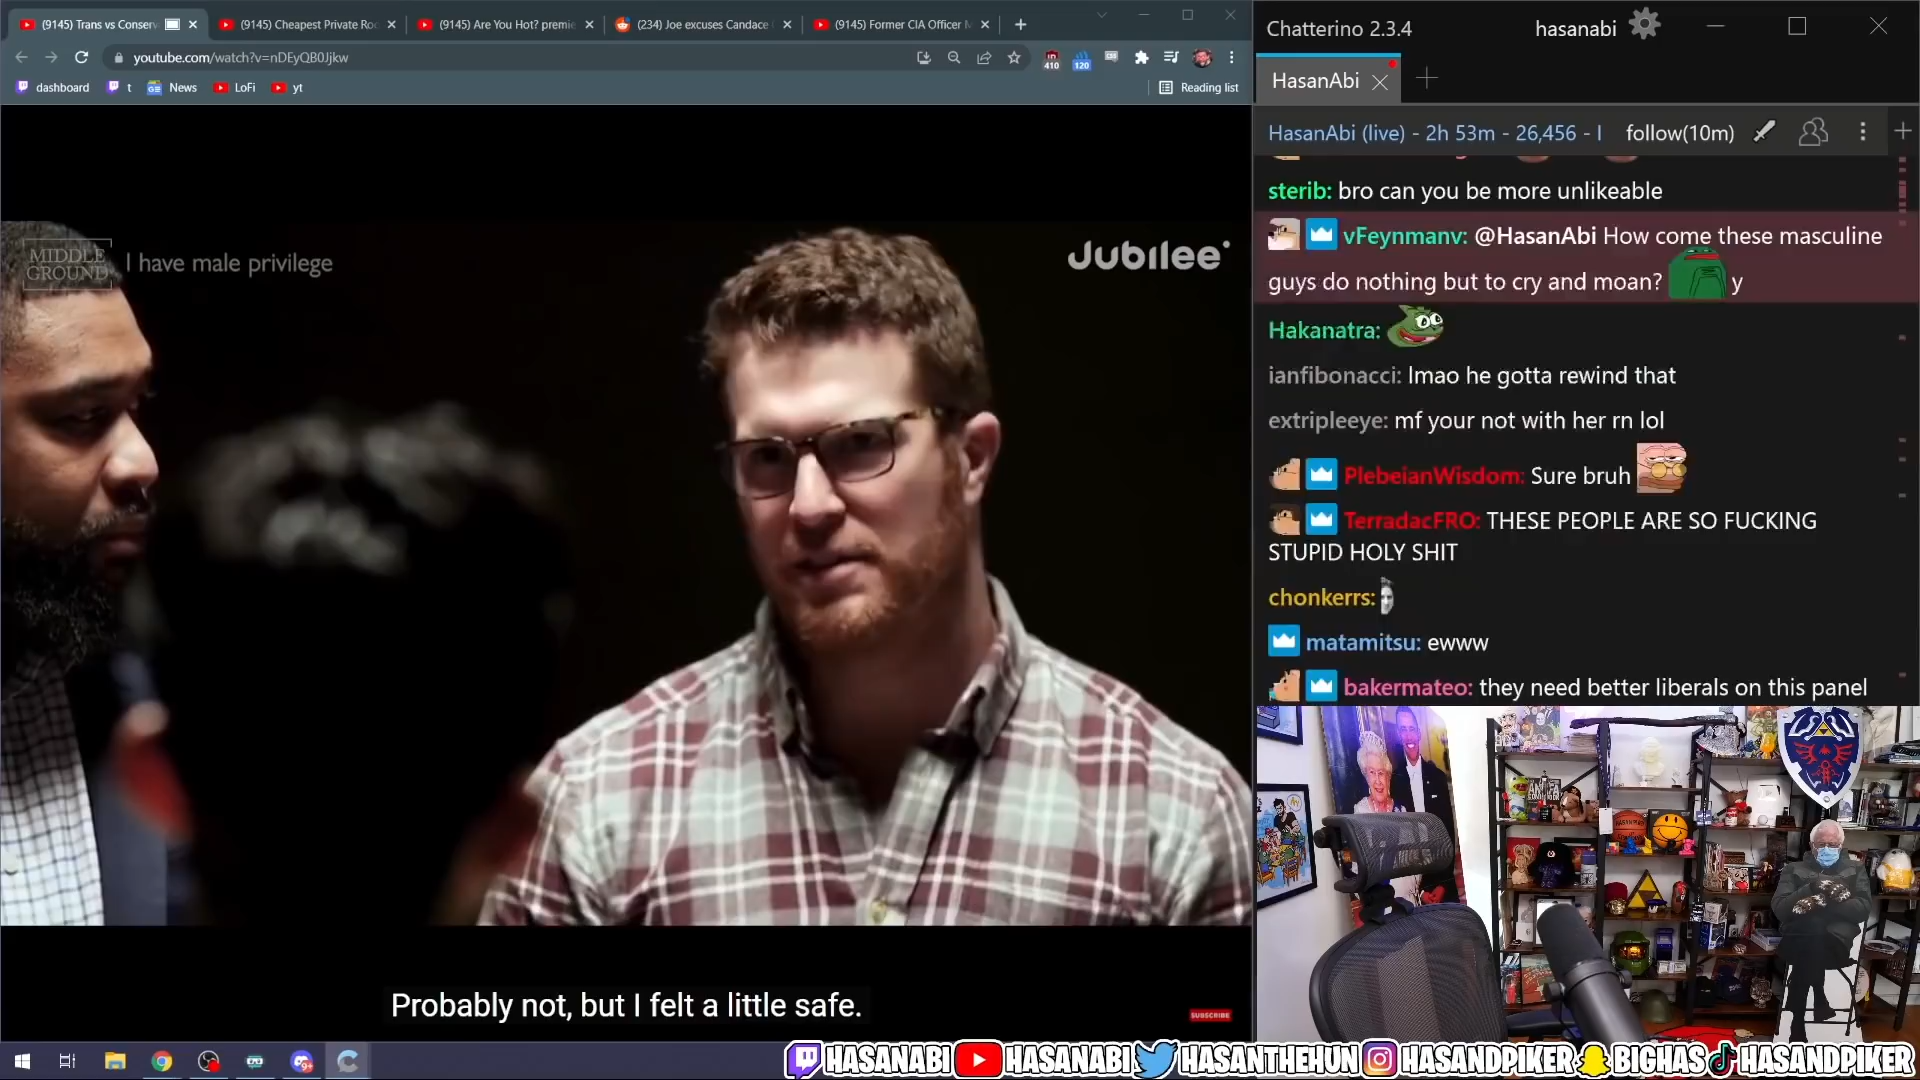 (9145) Trans vs Conserv
(9145) Cheapest Private Roo
(9145) Are You Hot? premie
(234) Joe excuses Candace
(9145) Former CIA Officer
youtube.com/watch?v=nDEyQB0Jjkw
410
120
dashboard
t
News
LoFi
yt
Reading list
MIDDLE
GROUND
I have male privilege
Jubilee
Probably not, but I felt a little safe.
SUBSCRIBE
Chatterino 2.3.4
hasanabi
HasanAbi
HasanAbi (live) - 2h 53m - 26,456 - I
follow(10m)
sterib: bro can you be more unlikeable
vFeynmanv: @HasanAbi How come these masculine
guys do nothing but to cry and moan? y
Hakanatra:
ianfibonacci: lmao he gotta rewind that
extripleeye: mf your not with her rn lol
PlebeianWisdom: Sure bruh
TerradacFRO: THESE PEOPLE ARE SO FUCKING
STUPID HOLY SHIT
chonkerrs:
matamitsu: ewww
bakermateo: they need better liberals on this panel
HASANABI
HASANABI
HASANTHEHUN
HASANDPIKER
BIGHAS
HASANDPIKER